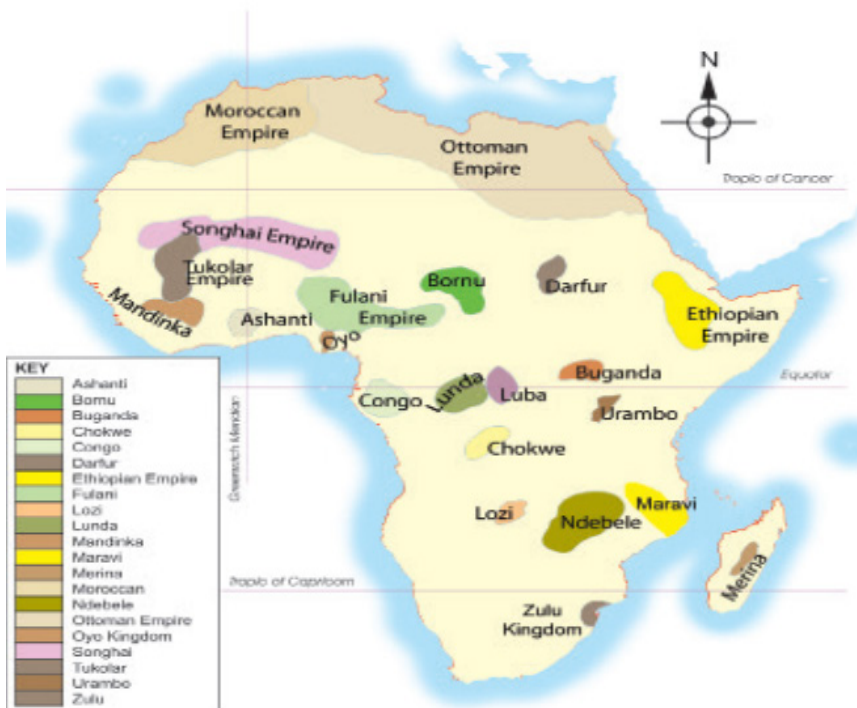 N
Moroccan
Empire
Ottoman
Empire
Tropic of Cancer
Songhai Empire
Tukolar
Empire
Mandinka
Ashanti
Fulani
Empire
Bornu
Darfur
Ethiopian
Empire
Oyo
Congo
Lunda
Luba
Buganda
Equator
Urambo
Chokwe
Greenwich Meridian
Lozi
Ndebele
Maravi
Merina
Tropic of Capricorn
Zulu
Kingdom
KEY
Ashanti
Bornu
Buganda
Chokwe
Congo
Darfur
Ethiopian Empire
Fulani
Lozi
Lunda
Mandinka
Maravi
Merina
Moroccan
Ndebele
Ottoman Empire
Oyo Kingdom
Songhai
Tukolar
Urambo
Zulu